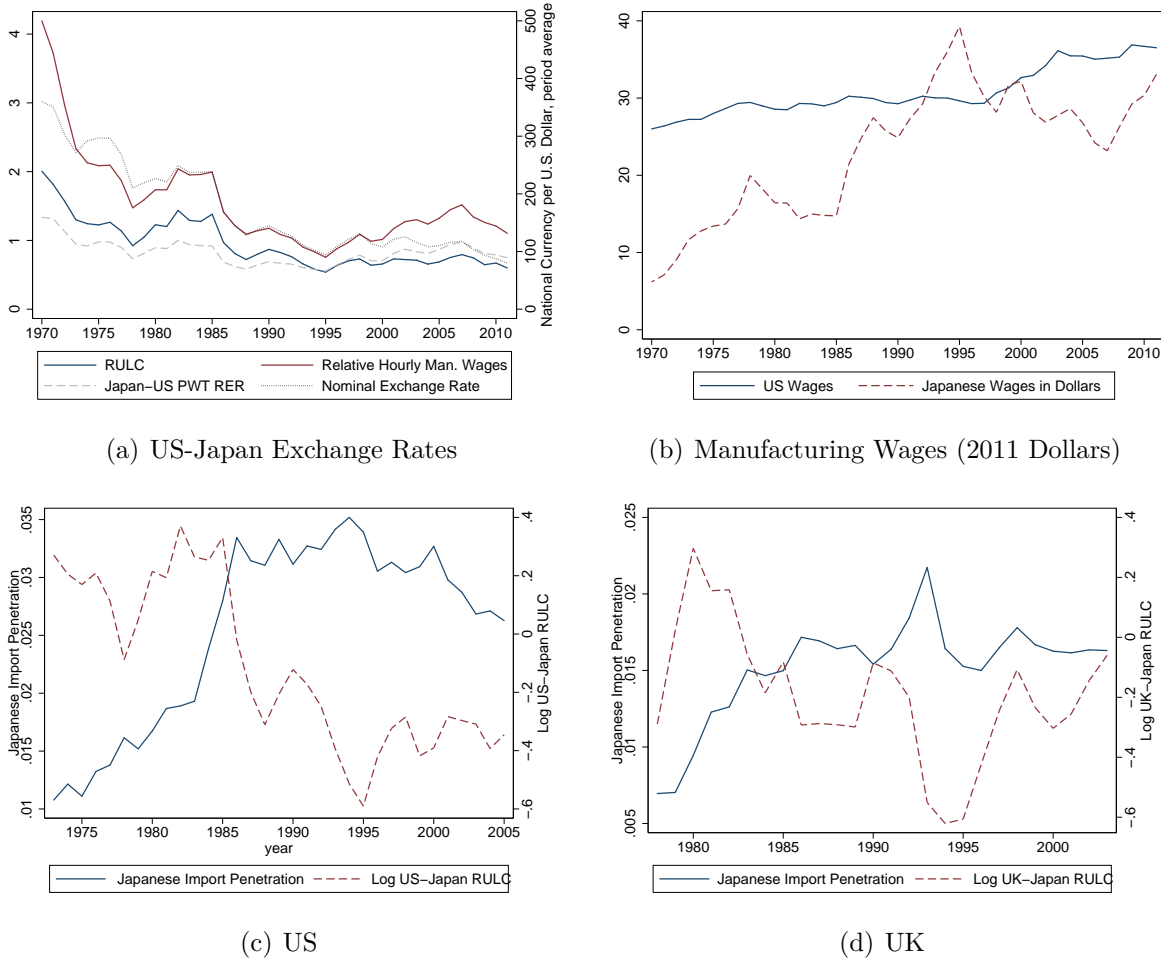 0 1 2 3 4
0 100 200 300 400 500
National Currency per U.S. Dollar, period average
1970 1975 1980 1985 1990 1995 2000 2005 2010
RULC
Relative Hourly Man. Wages
Japan−US PWT RER
Nominal Exchange Rate
(a) US-Japan Exchange Rates
0 10 20 30 40
1970 1975 1980 1985 1990 1995 2000 2005 2010
US Wages
Japanese Wages in Dollars
(b) Manufacturing Wages (2011 Dollars)
Japanese Import Penetration
.01 .015 .02 .025 .03 .035
−.6 −.4 −.2 0 .2 .4
Log US−Japan RULC
1975 1980 1985 1990 1995 2000 2005
year
Japanese Import Penetration
Log US−Japan RULC
(c) US
Japanese Import Penetration
.005 .01 .015 .02 .025
−.6 −.4 −.2 0 .2 .4
Log UK−Japan RULC
1980 1985 1990 1995 2000
Japanese Import Penetration
Log UK−Japan RULC
(d) UK